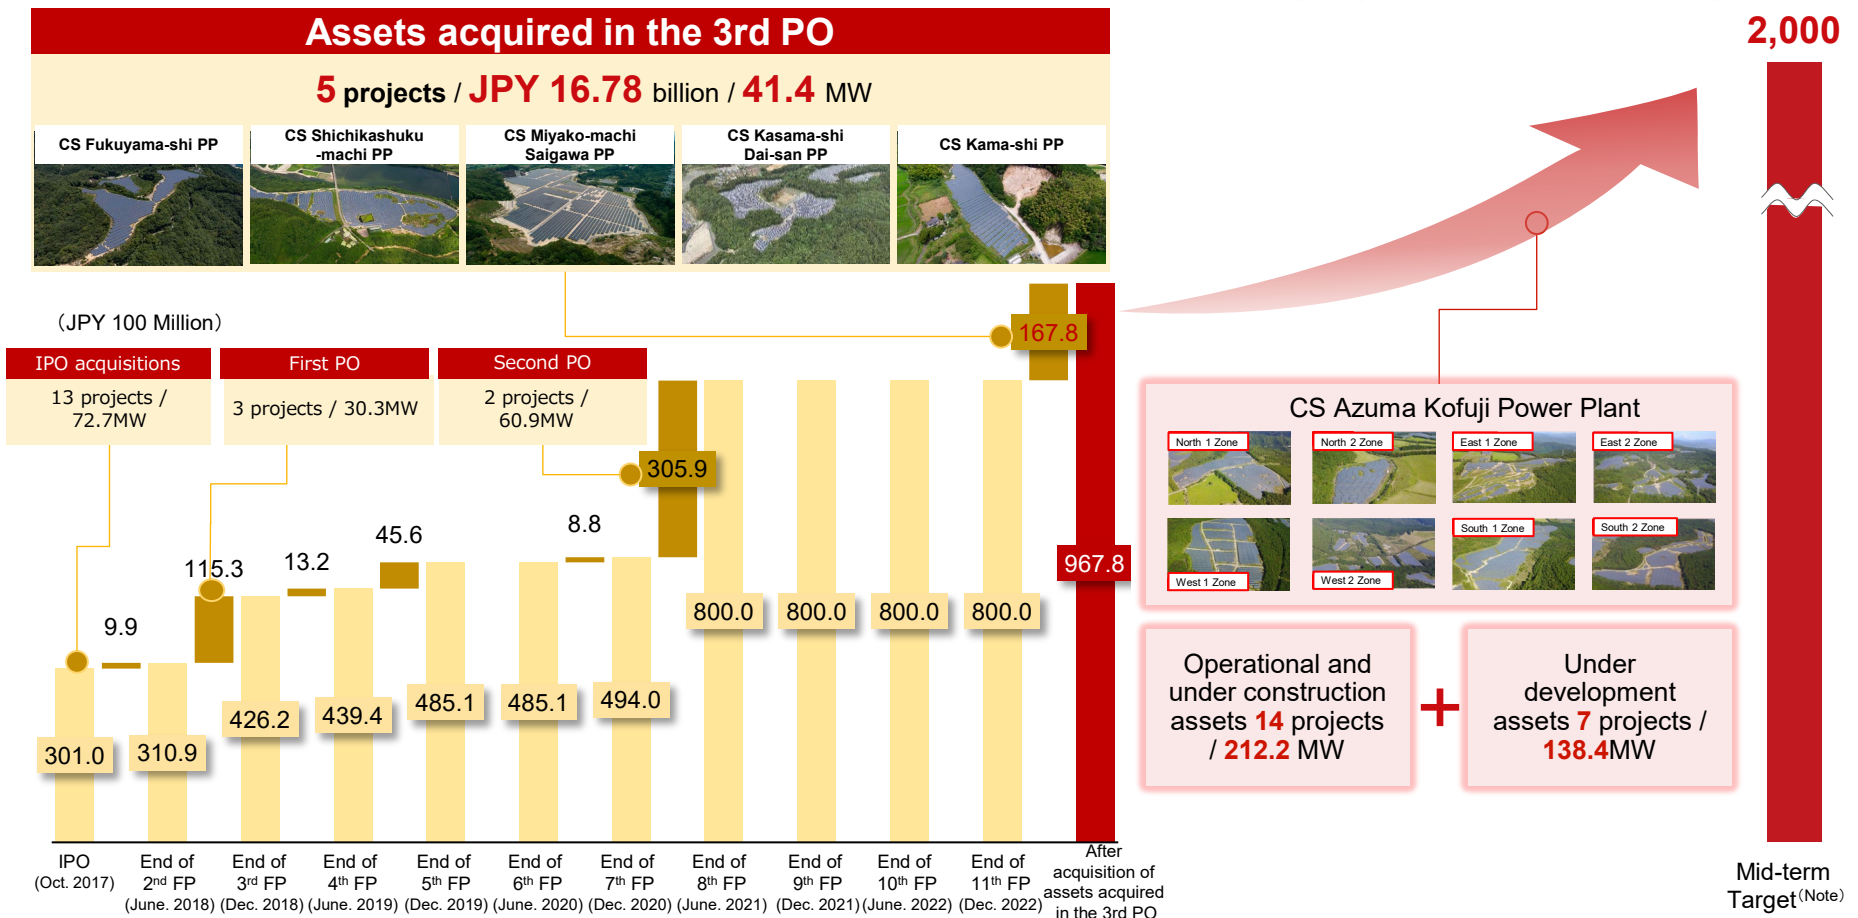 Assets acquired in the 3rd PO
5 projects / JPY 16.78 billion / 41.4 MW
CS Fukuyama-shi PP
CS Shichikashuku
-machi PP
CS Miyako-machi
Saigawa PP
CS Kasama-shi
Dai-san PP
CS Kama-shi PP
2,000
（JPY 100 Million）
IPO acquisitions
13 projects /
72.7MW
First PO
3 projects / 30.3MW
Second PO
2 projects /
60.9MW
167.8
305.9
967.8
9.9
115.3
13.2
45.6
8.8
301.0
310.9
426.2
439.4
485.1
485.1
494.0
800.0
800.0
800.0
800.0
CS Azuma Kofuji Power Plant
North 1 Zone
North 2 Zone
East 1 Zone
East 2 Zone
West 1 Zone
West 2 Zone
South 1 Zone
South 2 Zone
Operational and
under construction
assets 14 projects
/ 212.2 MW
+
Under
development
assets 7 projects /
138.4MW
IPO
(Oct. 2017)
End of
2nd FP
(June. 2018)
End of
3rd FP
(Dec. 2018)
End of
4th FP
(June. 2019)
End of
5th FP
(Dec. 2019)
End of
6th FP
(June. 2020)
End of
7th FP
(Dec. 2020)
End of
8th FP
(June. 2021)
End of
9th FP
(Dec. 2021)
End of
10th FP
(June. 2022)
End of
11th FP
(Dec. 2022)
After
acquisition of
assets acquired
in the 3rd PO
Mid-term
Target(Note)